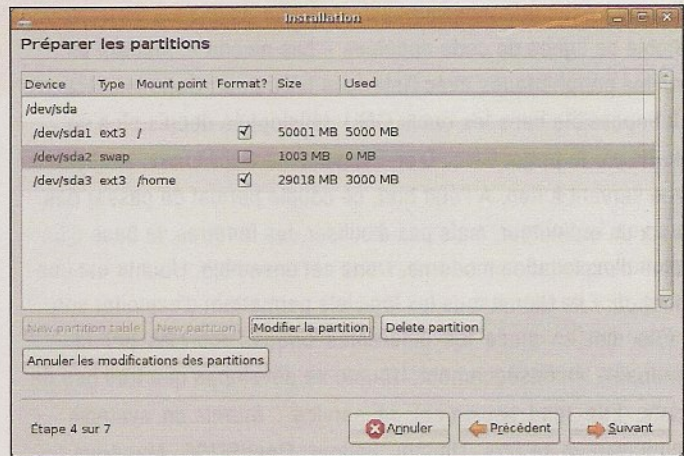 Installation
Préparer les partitions
Device Type Mount point Format? Size Used
/dev/sda
/dev/sda1 ext3 / 50001 MB 5000 MB
/dev/sda2 swap 1003 MB 0 MB
/dev/sda3 ext3 /home 29018 MB 3000 MB
New partition table New partition Modifier la partition Delete partition
Annuler les modifications des partitions
Étape 4 sur 7 Annuler Précédent Suivant